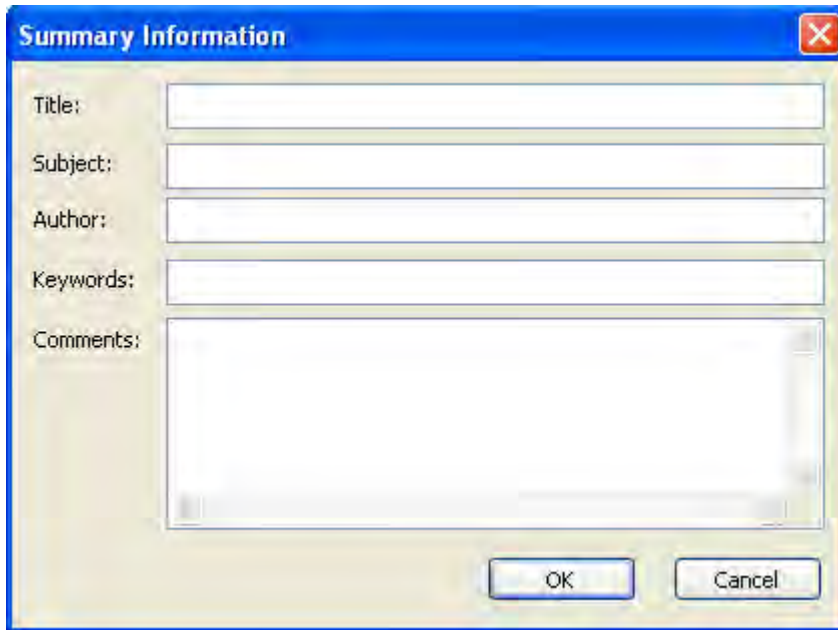 Summary Information
Title:
Subject:
Author:
Keywords:
Comments:
OK Cancel